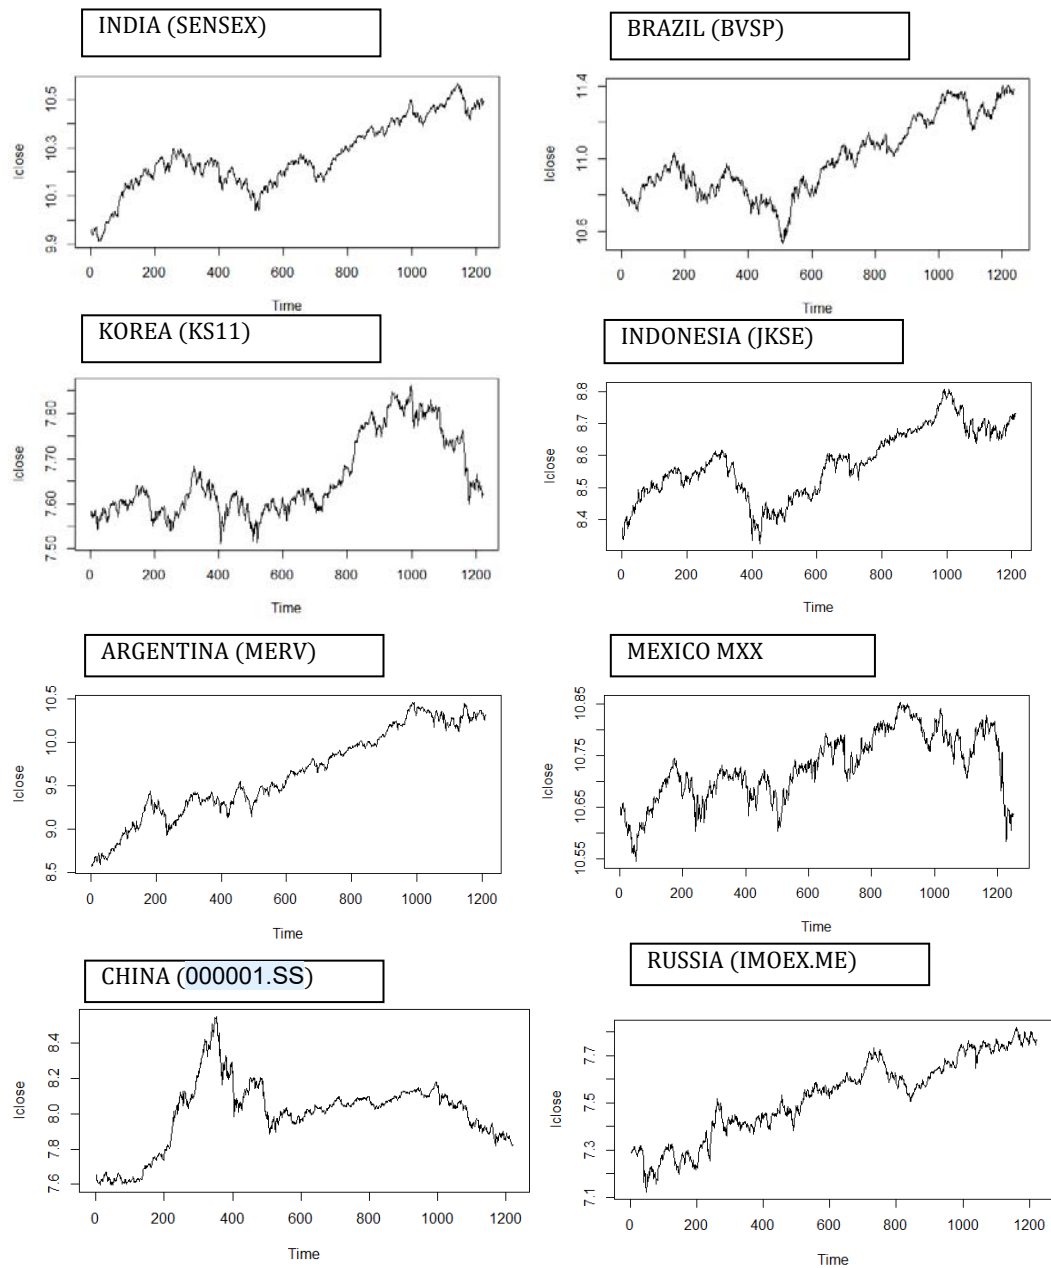 INDIA (SENSEX)
lclose
9.9 10.1 10.3 10.5
0 200 400 600 800 1000 1200
Time
BRAZIL (BVSP)
lclose
10.6 11.0 11.4
0 200 400 600 800 1000 1200
Time
KOREA (KS11)
lclose
7.50 7.60 7.70 7.80
0 200 400 600 800 1000 1200
Time
INDONESIA (JKSE)
lclose
8.4 8.5 8.6 8.7 8.8
0 200 400 600 800 1000 1200
Time
ARGENTINA (MERV)
lclose
8.5 9.0 9.5 10.0 10.5
0 200 400 600 800 1000 1200
Time
MEXICO MXX
lclose
10.55 10.65 10.75 10.85
0 200 400 600 800 1000 1200
Time
CHINA (000001.SS)
lclose
7.6 7.8 8.0 8.2 8.4
0 200 400 600 800 1000 1200
Time
RUSSIA (IMOEX.ME)
lclose
7.1 7.3 7.5 7.7
0 200 400 600 800 1000 1200
Time